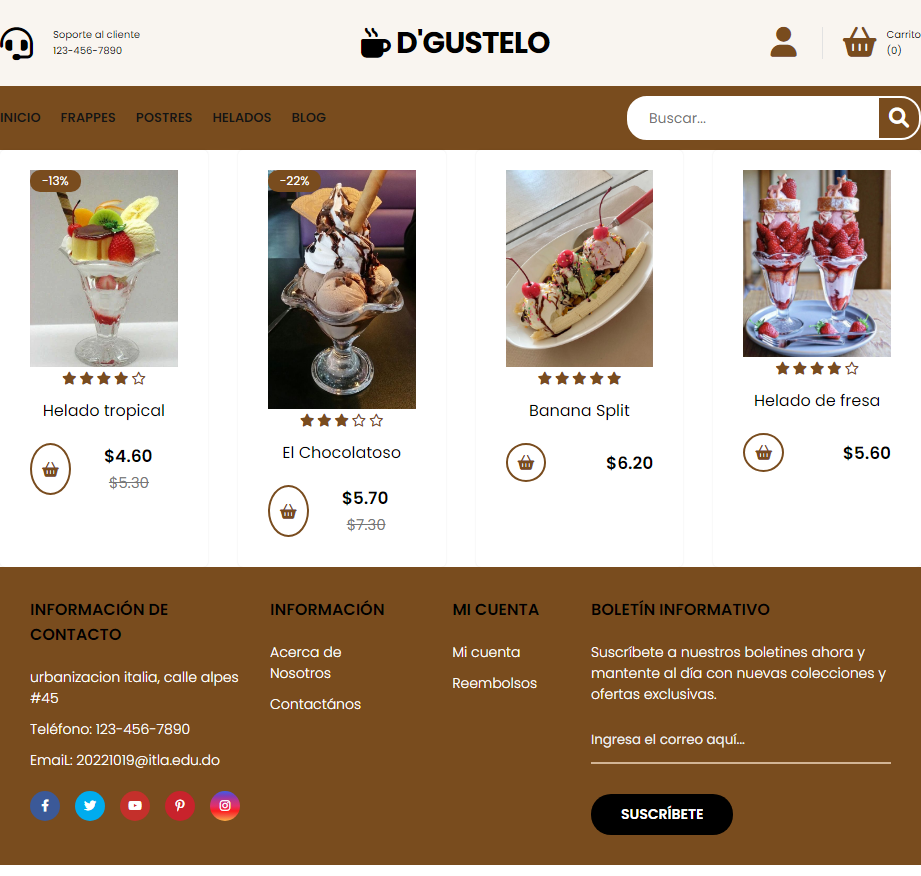 Soporte al cliente
123-456-7890
D'GUSTELO
Carrito
(0)
INICIO FRAPPES POSTRES HELADOS BLOG
Buscar...
-13%
Helado tropical
$4.60
$5.30
-22%
El Chocolatoso
$5.70
$7.30
Banana Split
$6.20
Helado de fresa
$5.60
INFORMACIÓN DE
CONTACTO
urbanizacion italia, calle alpes
#45
Teléfono: 123-456-7890
EmaiL: 20221019@itla.edu.do
INFORMACIÓN
Acerca de
Nosotros
Contactános
MI CUENTA
Mi cuenta
Reembolsos
BOLETÍN INFORMATIVO
Suscríbete a nuestros boletines ahora y
mantente al día con nuevas colecciones y
ofertas exclusivas.
Ingresa el correo aquí...
SUSCRÍBETE